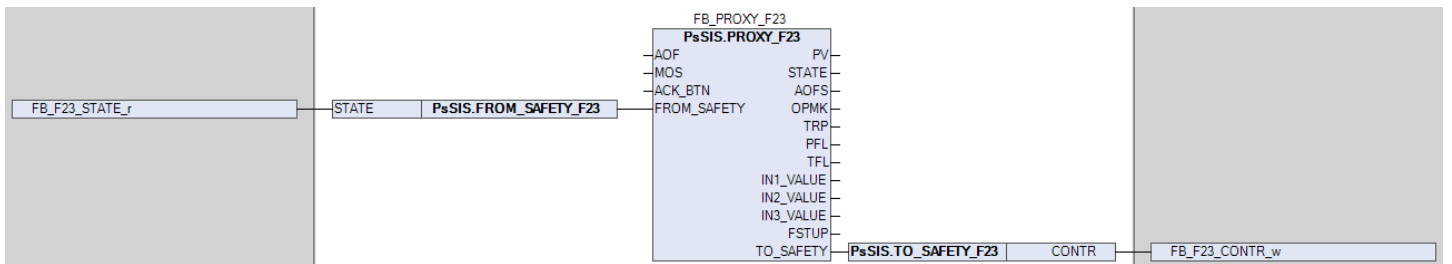 FB_PROXY_F23
PsSIS.PROXY_F23
AOF PV
MOS STATE
ACK_BTN AOFS
FB_F23_STATE_r STATE PsSIS.FROM_SAFETY_F23 FROM_SAFETY OPMK
TRP
PFL
TFL
IN1_VALUE
IN2_VALUE
IN3_VALUE
FSTUP
TO_SAFETY PsSIS.TO_SAFETY_F23 CONTR FB_F23_CONTR_w